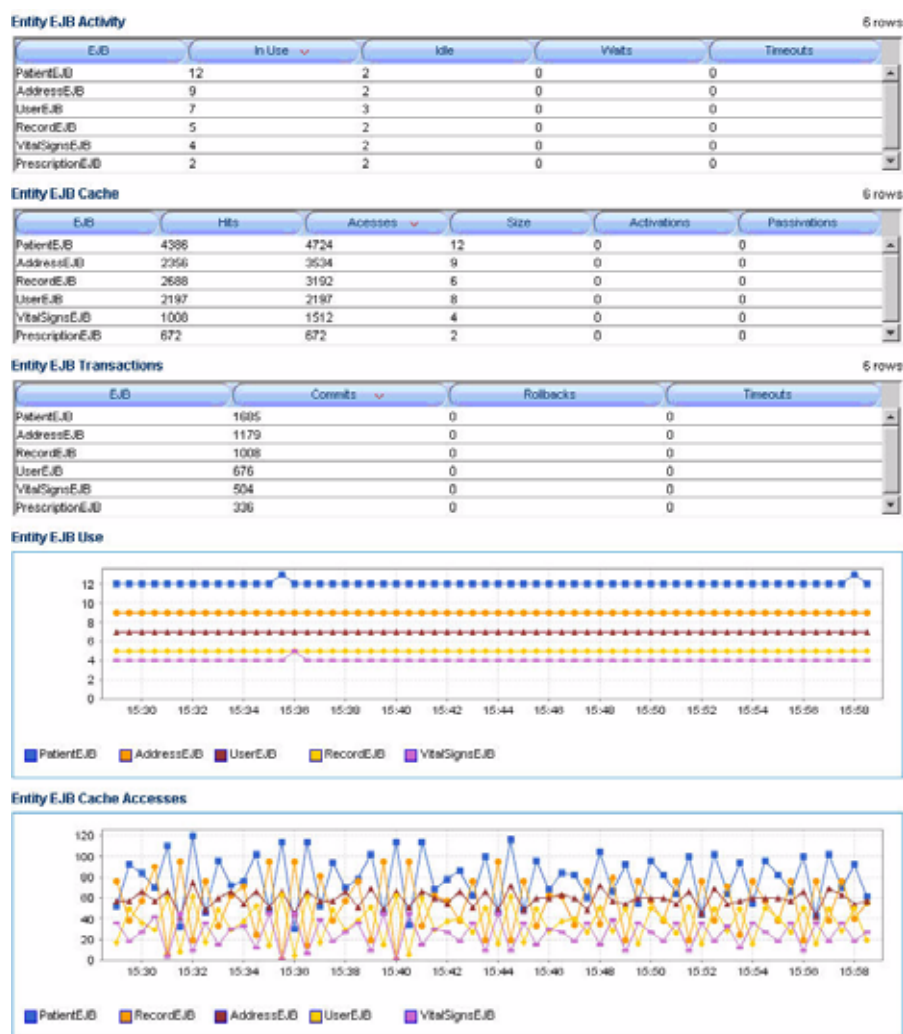 Entity EJB Activity 6 rows
EJB In Use Idle Waits Timeouts
PatientEJB 12 2 0 0
AddressEJB 9 2 0 0
UserEJB 7 3 0 0
RecordEJB 5 2 0 0
VitalSignsEJB 4 2 0 0
PrescriptionEJB 2 2 0 0
Entity EJB Cache 6 rows
EJB Hits Acesses Size Activations Passivations
PatientEJB 4386 4724 12 0 0
AddressEJB 2356 3534 9 0 0
RecordEJB 2688 3192 6 0 0
UserEJB 2197 2197 8 0 0
VitalSignsEJB 1008 1512 4 0 0
PrescriptionEJB 672 672 2 0 0
Entity EJB Transactions 6 rows
EJB Commits Rollbacks Timeouts
PatientEJB 1685 0 0
AddressEJB 1179 0 0
RecordEJB 1008 0 0
UserEJB 676 0 0
VitalSignsEJB 504 0 0
PrescriptionEJB 336 0 0
Entity EJB Use
12
10
8
6
4
2
0
15:30 15:32 15:34 15:36 15:38 15:40 15:42 15:44 15:46 15:48 15:50 15:52 15:54 15:56 15:58
PatientEJB AddressEJB UserEJB RecordEJB VitalSignsEJB
Entity EJB Cache Accesses
120
100
80
60
40
20
0
15:30 15:32 15:34 15:36 15:38 15:40 15:42 15:44 15:46 15:48 15:50 15:52 15:54 15:56 15:58
PatientEJB RecordEJB AddressEJB UserEJB VitalSignsEJB